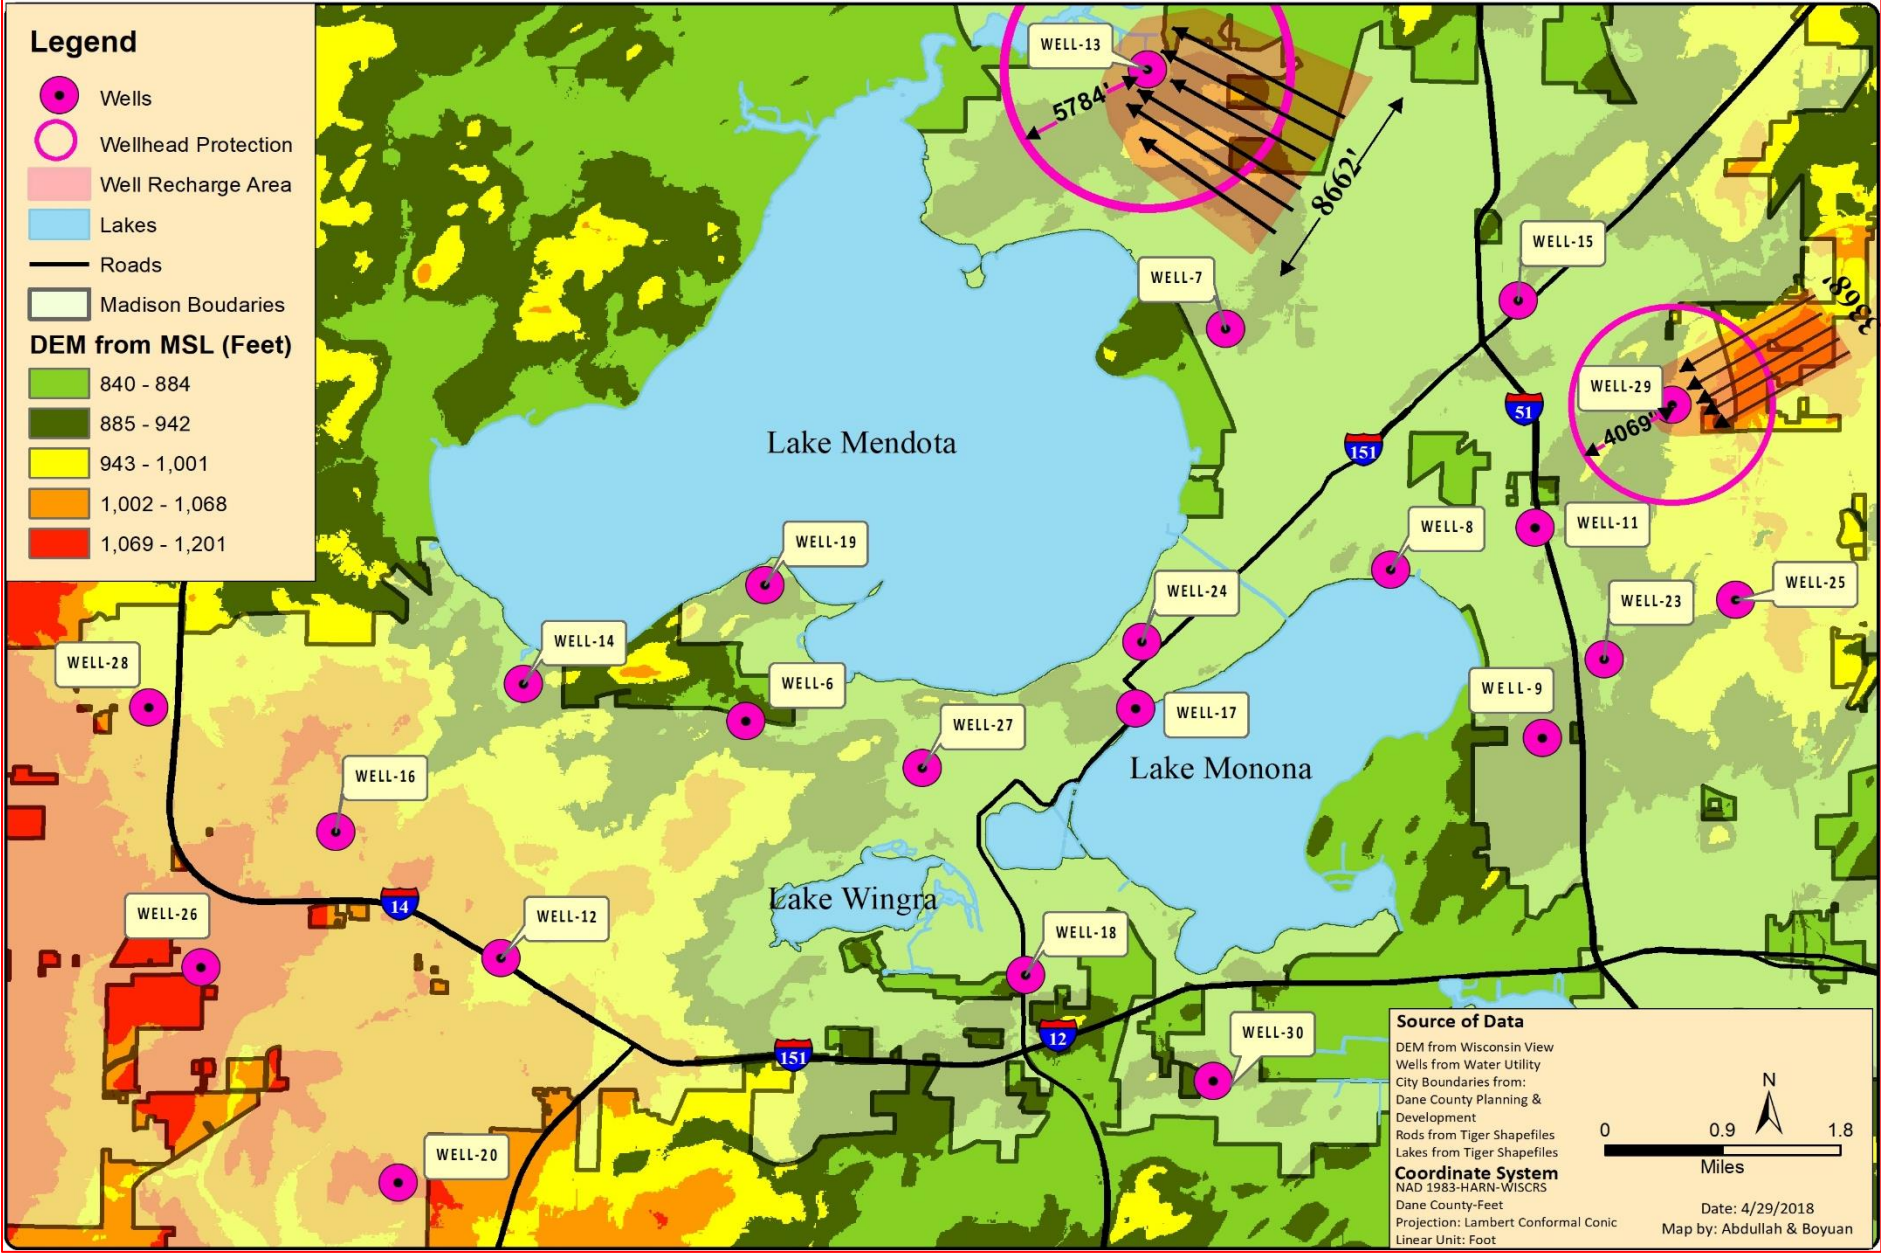 Legend
Wells
Wellhead Protection
Well Recharge Area
Lakes
Roads
Madison Boudaries
DEM from MSL (Feet)
840 - 884
885 - 942
943 - 1,001
1,002 - 1,068
1,069 - 1,201
WELL-13
5784'
8662'
WELL-15
WELL-7
3368'
WELL-29
4069'
51
151
Lake Mendota
WELL-19
WELL-8
WELL-11
WELL-24
WELL-25
WELL-23
WELL-14
WELL-28
WELL-6
WELL-9
WELL-27
WELL-17
WELL-16
Lake Monona
Lake Wingra
14
WELL-26
WELL-12
WELL-18
WELL-30
12
151
WELL-20
Source of Data
DEM from Wisconsin View
Wells from Water Utility
City Boundaries from:
Dane County Planning &
Development
Rods from Tiger Shapefiles
Lakes from Tiger Shapefiles
Coordinate System
NAD 1983-HARN-WISCRS
Dane County-Feet
Projection: Lambert Conformal Conic
Linear Unit: Foot
N
0 0.9 1.8
Miles
Date: 4/29/2018
Map by: Abdullah & Boyuan